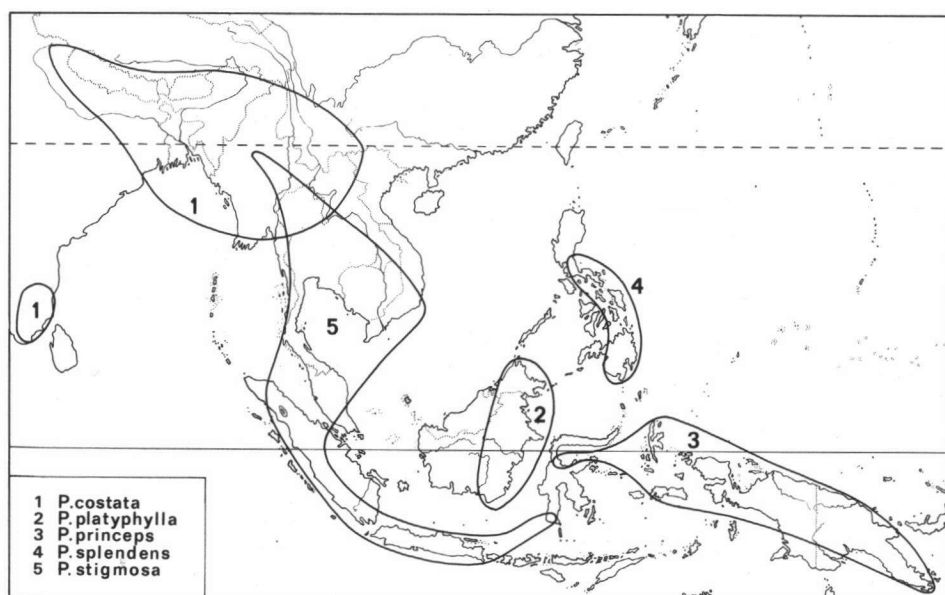 1
1
5
4
2
3
1 P.costata
2 P.platyphylla
3 P.princeps
4 P.splendens
5 P.stigmosa